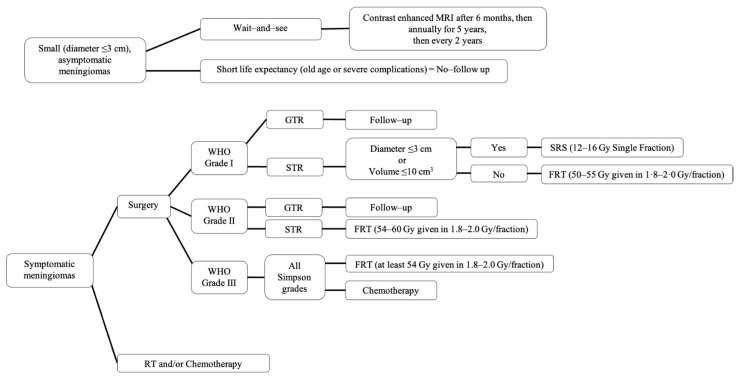 Wait–and–see
Contrast enhanced MRI after 6 months, then
annually for 5 years,
then every 2 years
Small (diameter ≤3 cm),
asymptomatic
meningiomas
Short life expectancy (old age or severe complications) = No–follow up
GTR
Follow–up
WHO
Grade I
STR
Diameter ≤3 cm
or
Volume ≤10 cm³
Yes
SRS (12–16 Gy Single Fraction)
No
FRT (50–55 Gy given in 1·8–2·0 Gy/fraction)
Surgery
WHO
Grade II
GTR
Follow–up
STR
FRT (54–60 Gy given in 1.8–2.0 Gy/fraction)
Symptomatic
meningiomas
WHO
Grade III
All
Simpson
grades
FRT (at least 54 Gy given in 1.8–2.0 Gy/fraction)
Chemotherapy
RT and/or Chemotherapy